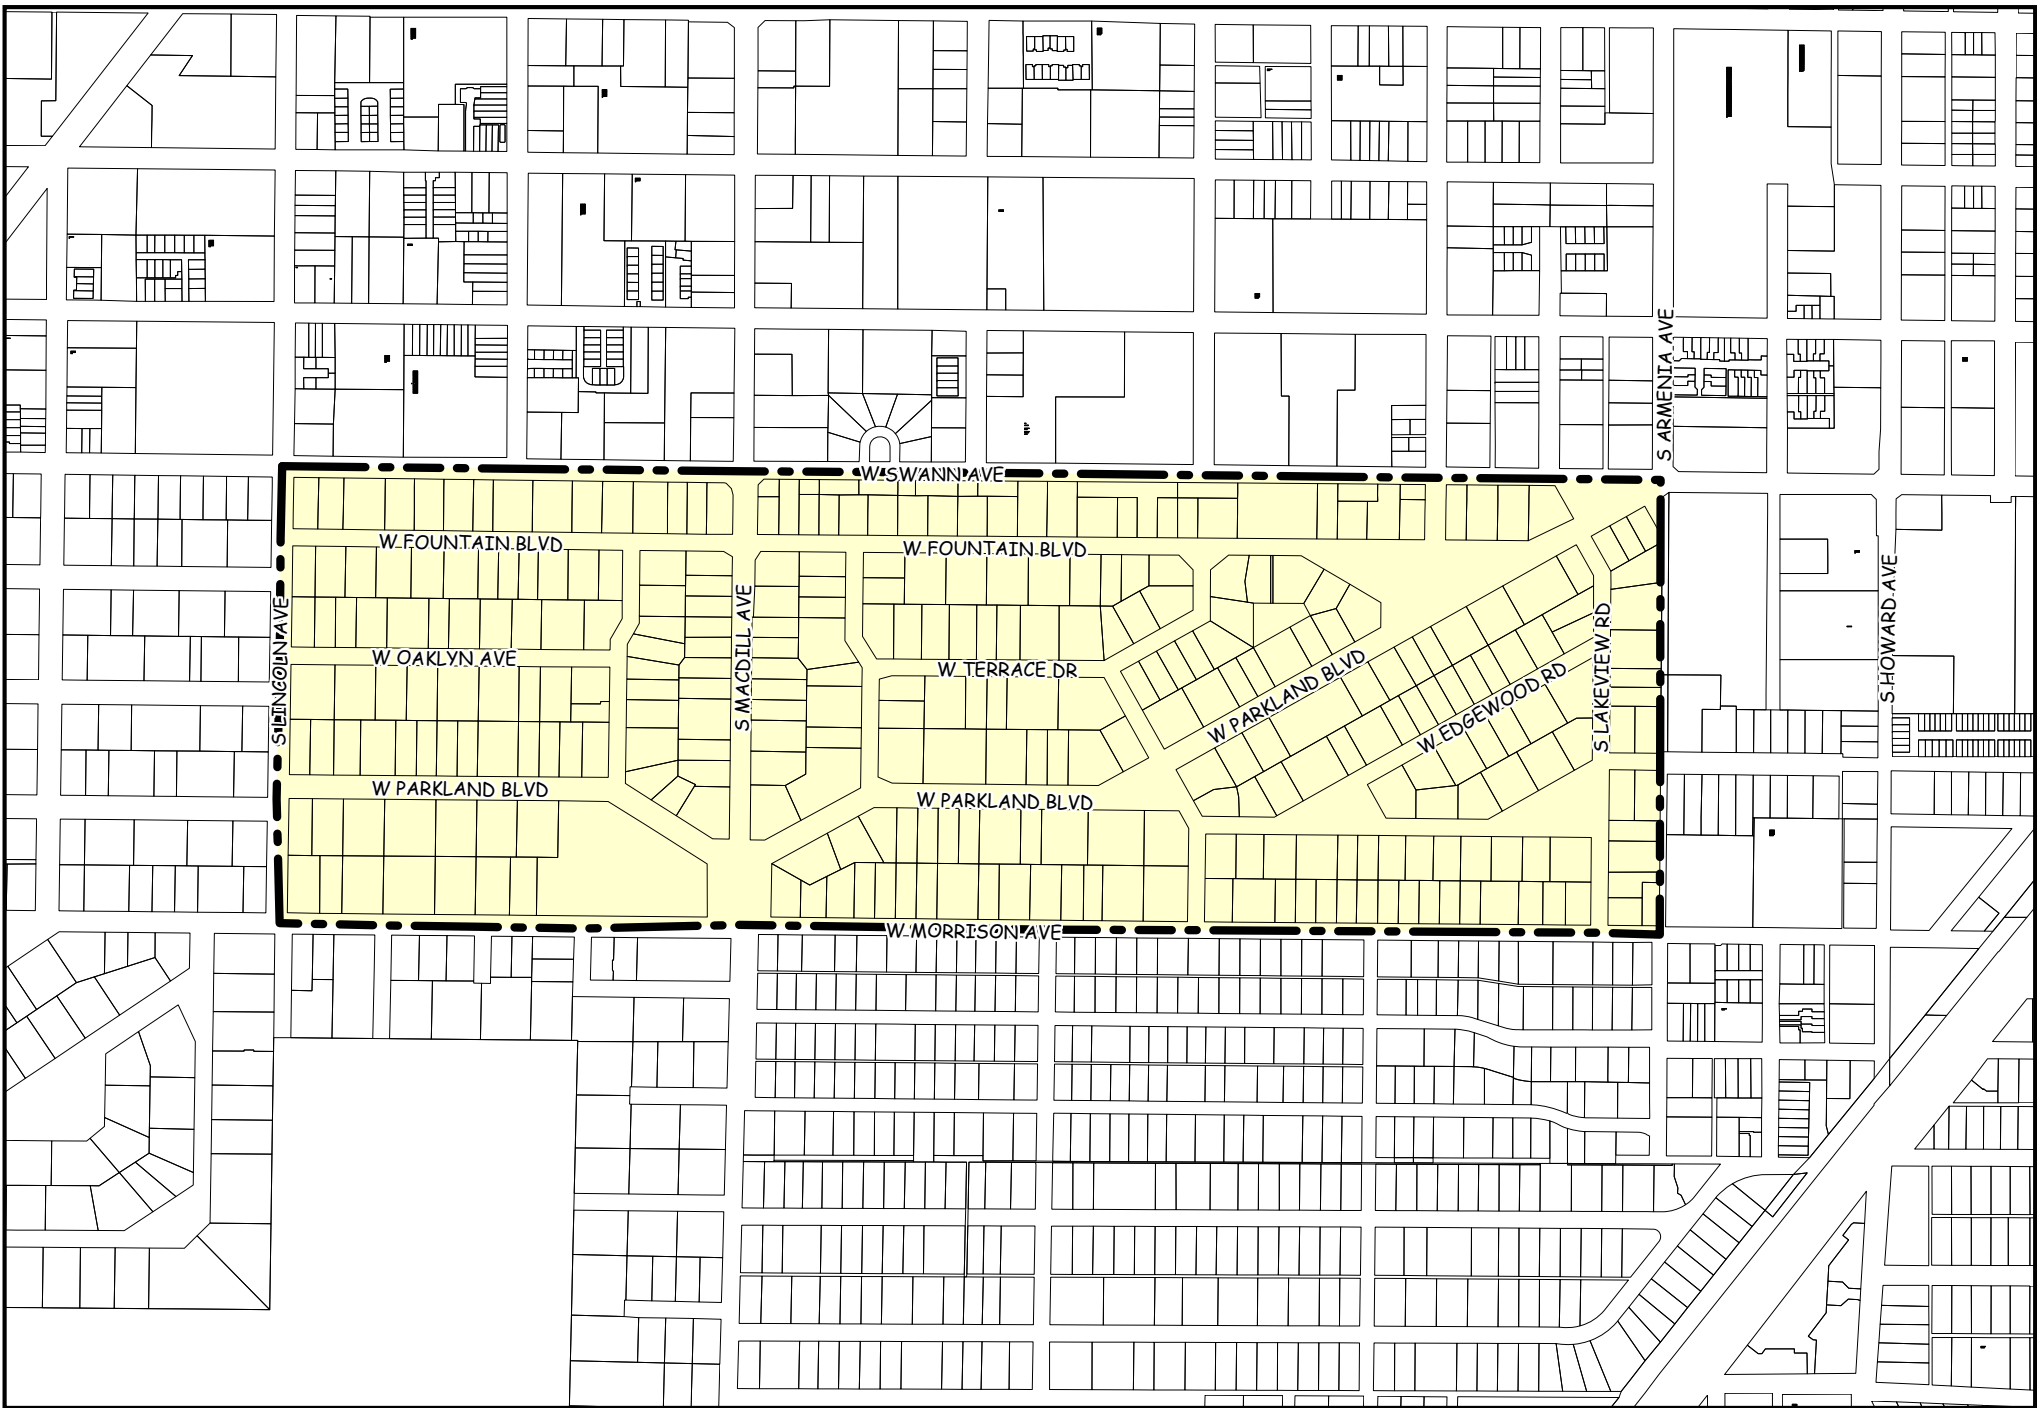 S ARMENIA AVE
W SWANN AVE
W FOUNTAIN BLVD
W FOUNTAIN BLVD
S HOWARD AVE
S LINCOLN AVE
S MACDILL AVE
S LAKEVIEW RD
W OAKLYN AVE
W TERRACE DR
W PARKLAND BLVD
W EDGEWOOD RD
W PARKLAND BLVD
W PARKLAND BLVD
W MORRISON AVE